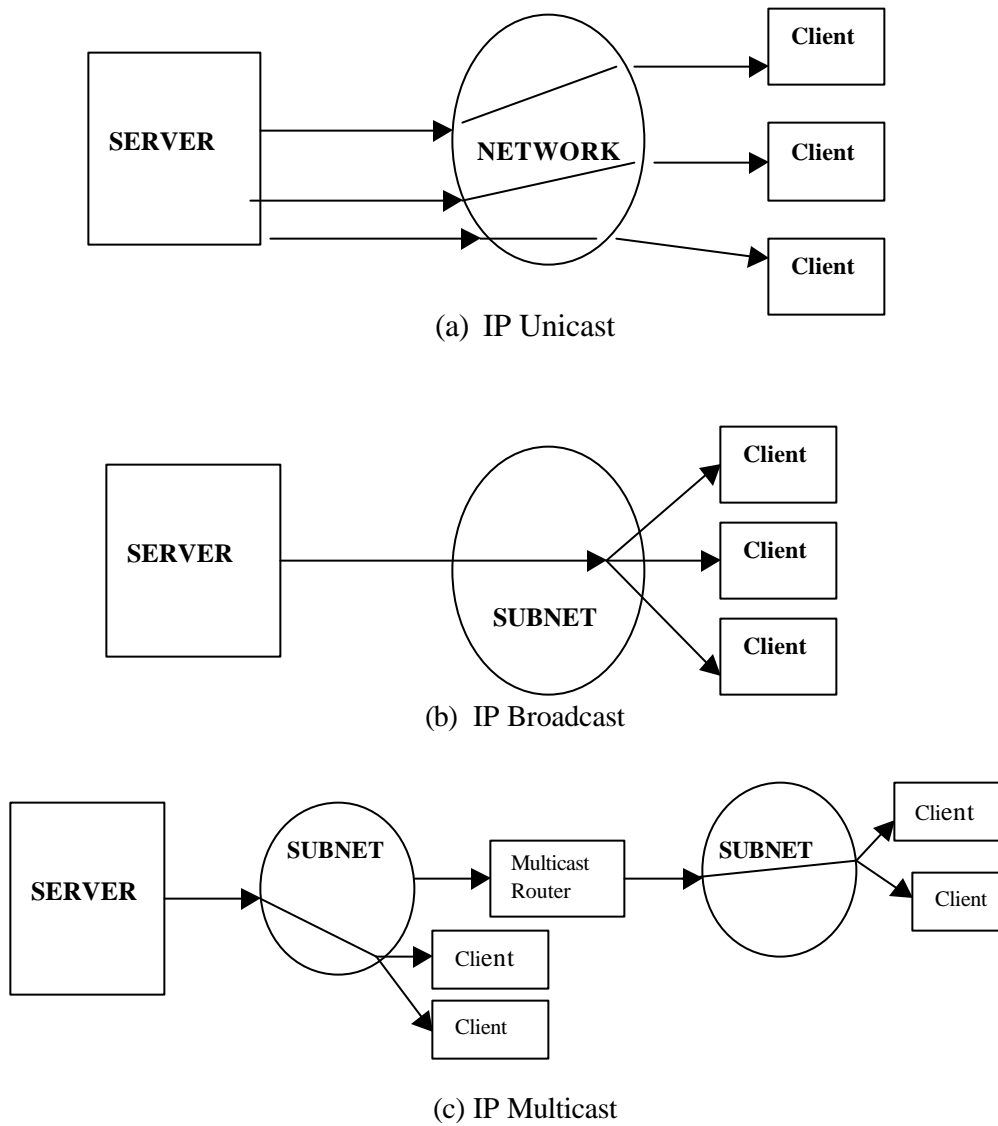 Client
SERVER
NETWORK
Client
Client
(a) IP Unicast
Client
SERVER
Client
SUBNET
Client
(b) IP Broadcast
Client
SUBNET
SUBNET
SERVER
Multicast
Router
Client
Client
Client
(c) IP Multicast